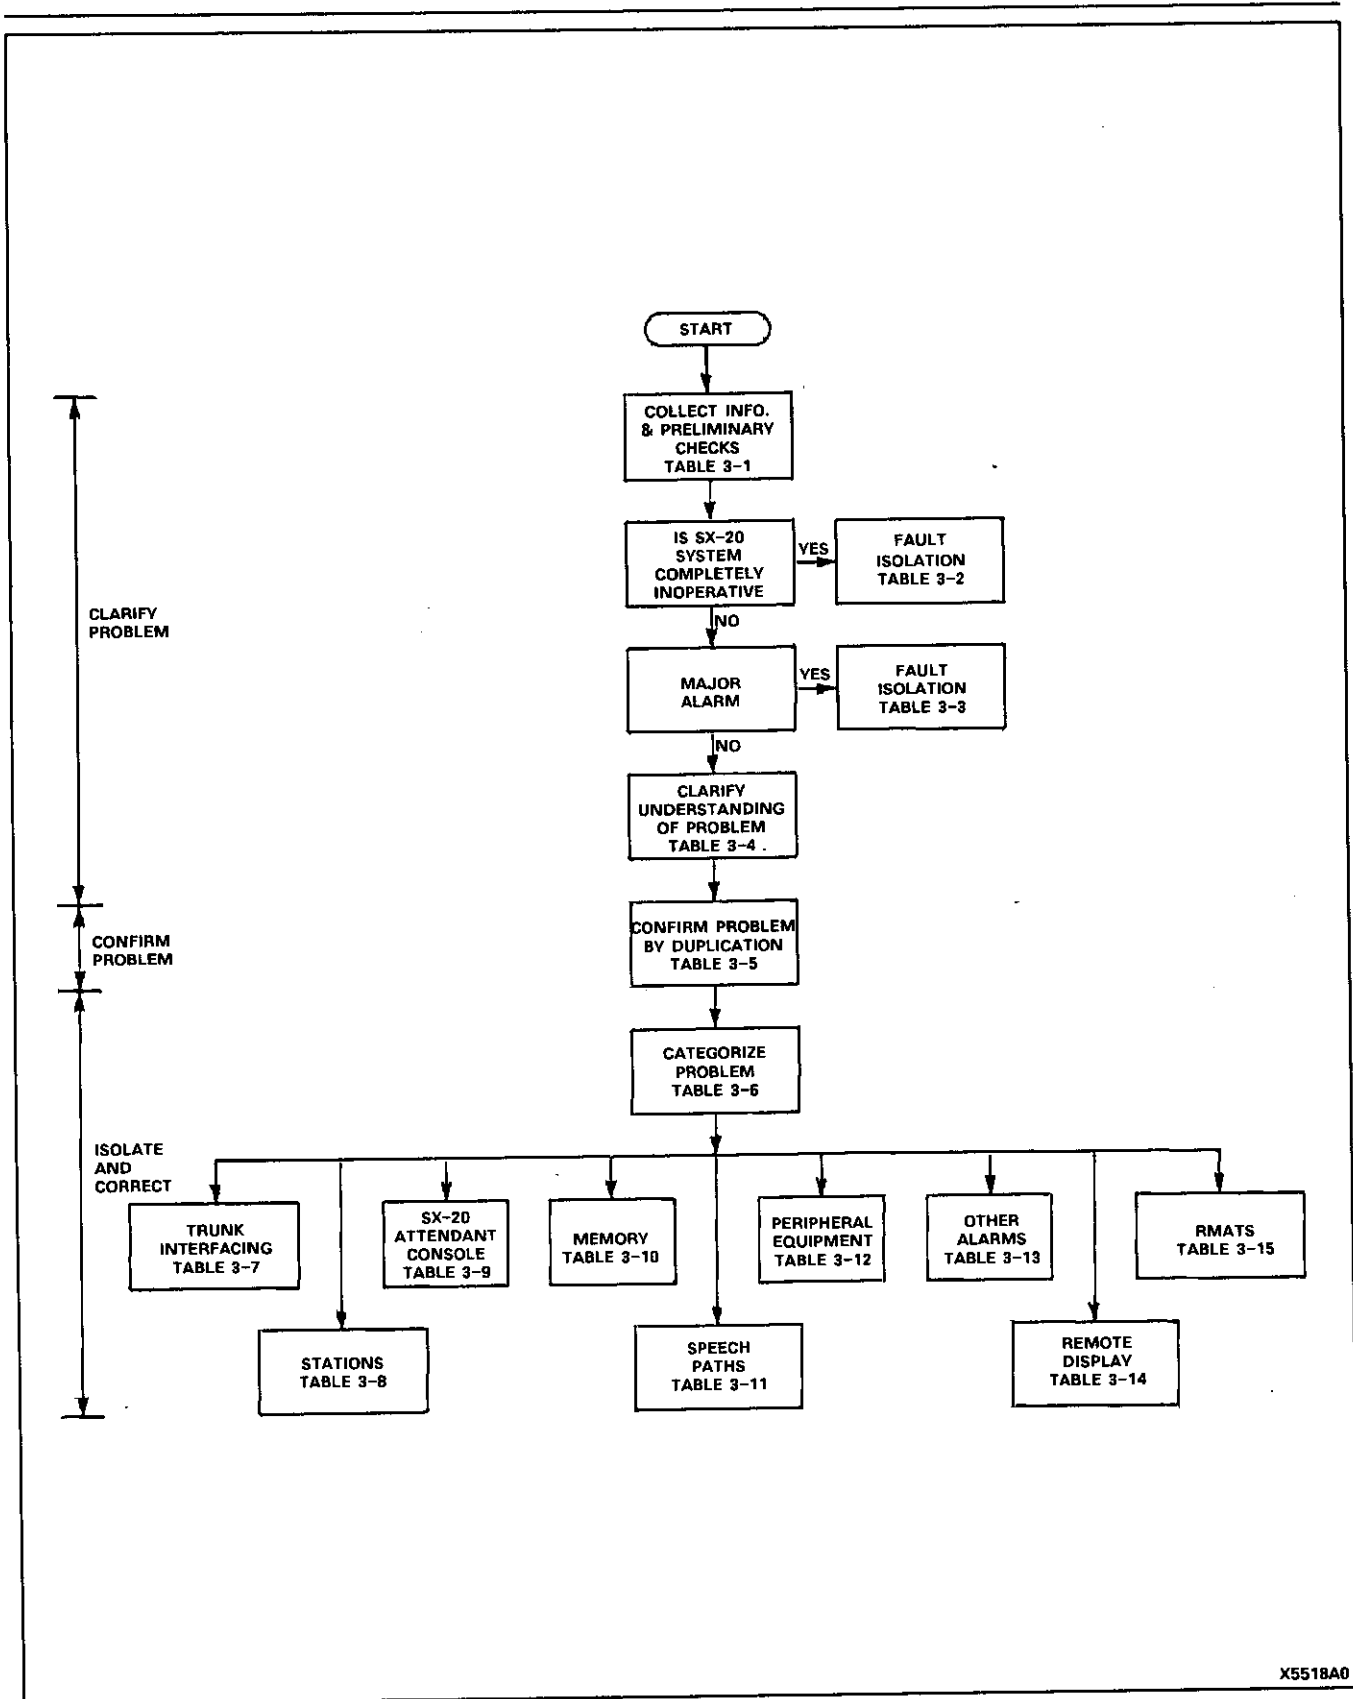 START
COLLECT INFO.
& PRELIMINARY
CHECKS
TABLE 3-1
IS SX-20
SYSTEM
COMPLETELY
INOPERATIVE
YES
FAULT
ISOLATION
TABLE 3-2
NO
MAJOR
ALARM
YES
FAULT
ISOLATION
TABLE 3-3
NO
CLARIFY
UNDERSTANDING
OF PROBLEM
TABLE 3-4
CLARIFY
PROBLEM
CONFIRM PROBLEM
BY DUPLICATION
TABLE 3-5
CONFIRM
PROBLEM
CATEGORIZE
PROBLEM
TABLE 3-6
ISOLATE
AND
CORRECT
TRUNK
INTERFACING
TABLE 3-7
SX-20
ATTENDANT
CONSOLE
TABLE 3-9
MEMORY
TABLE 3-10
PERIPHERAL
EQUIPMENT
TABLE 3-12
OTHER
ALARMS
TABLE 3-13
RMATS
TABLE 3-15
STATIONS
TABLE 3-8
SPEECH
PATHS
TABLE 3-11
REMOTE
DISPLAY
TABLE 3-14
X5518A0